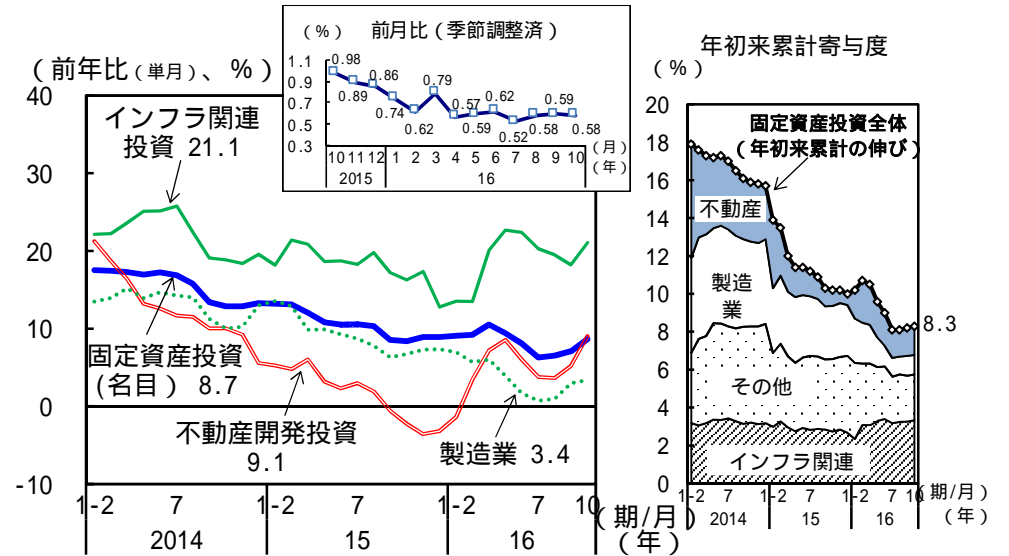 （前年比（単月）、％）
40
30
20
10
0
-10
インフラ関連
投資 21.1
固定資産投資
(名目) 8.7
不動産開発投資
9.1
製造業 3.4
1-2 7 1-2 7 1-2 7 10
（期/月）
2014 15 16
（年）
（％） 前月比（季節調整済）
1.1
0.9
0.7
0.5
0.3
0.98
0.89
0.86
0.74
0.62
0.79
0.57
0.59
0.62
0.52
0.58
0.59
0.58
10 11 12 1 2 3 4 5 6 7 8 9 10
（月）
2015 16
（年）
年初来累計寄与度
（％）
20
18
16
14
12
10
8
6
4
2
0
固定資産投資全体
（年初来累計の伸び）
不動産
製造
業
8.3
その他
インフラ関連
1-2 7 1-2 7 1-2 7 10
（期/月）
2014 15 16
（年）